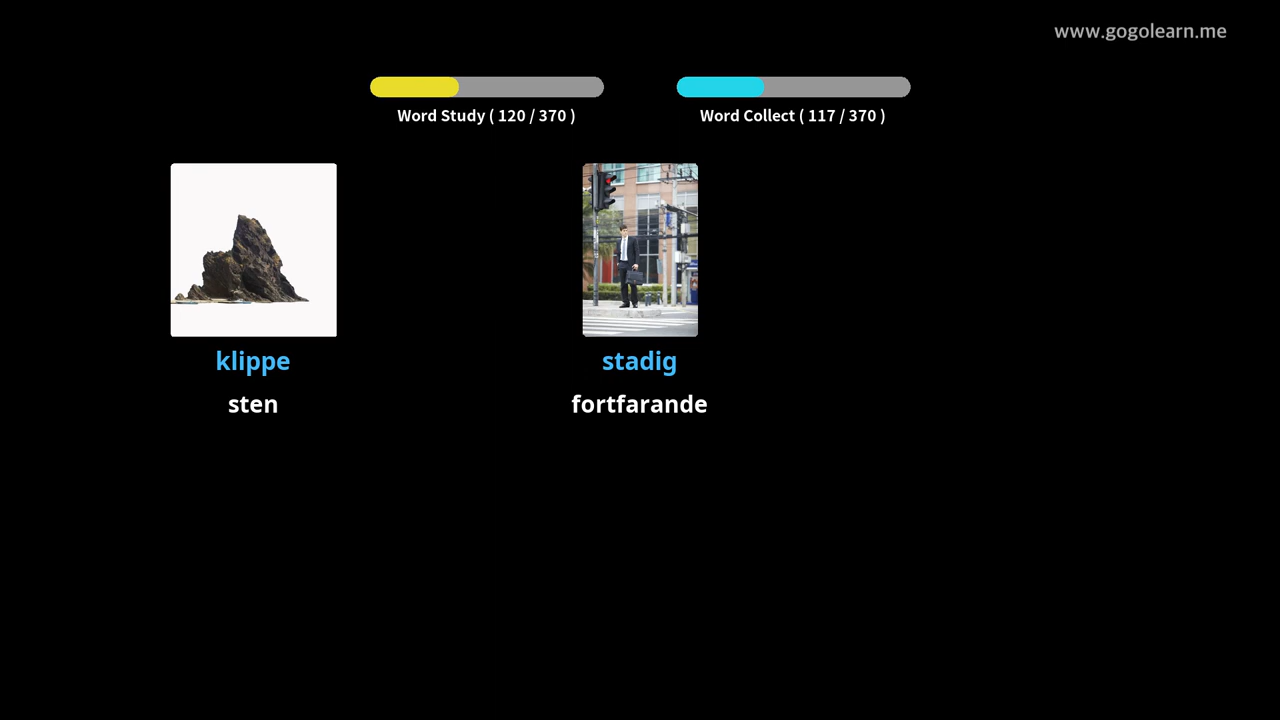 www.gogolearn.me
Word Study ( 120 / 370 )
Word Collect ( 117 / 370 )
klippe
sten
stadig
fortfarande